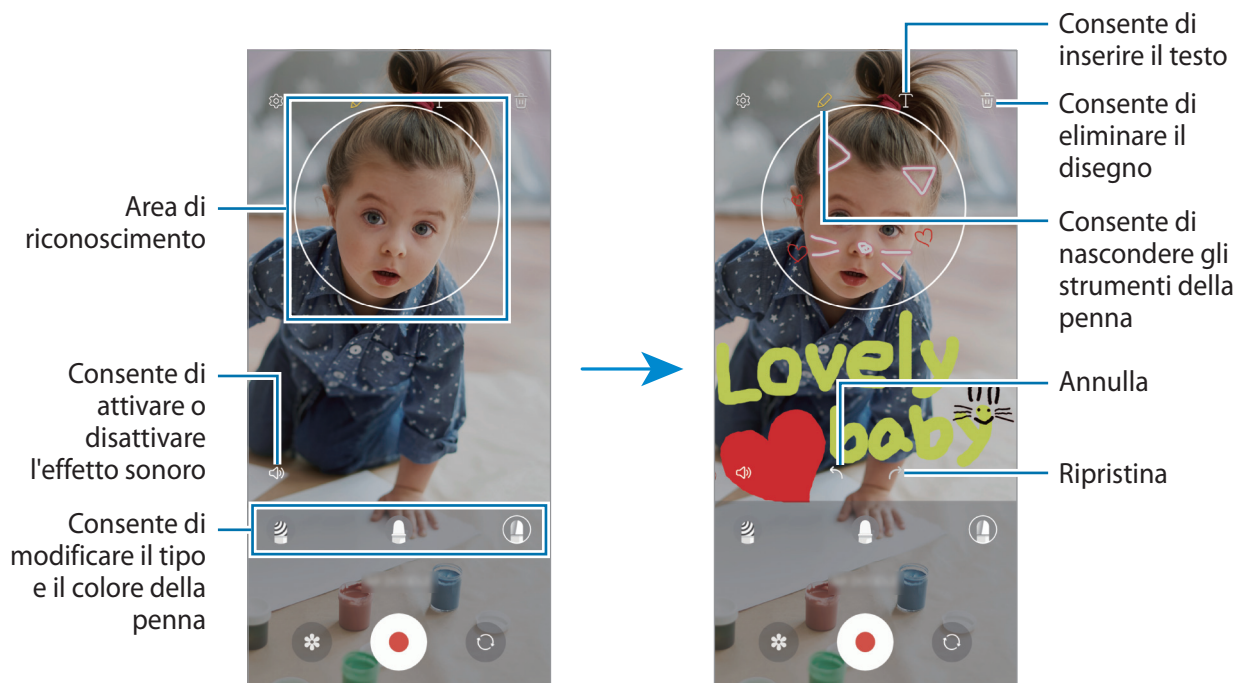 Consente di
inserire il testo
Consente di
eliminare il
disegno
Area di
riconoscimento
Consente di
nascondere gli
strumenti della
penna
Lovely
baby
Consente di
attivare o
disattivare
l'effetto sonoro
Annulla
Ripristina
Consente di
modificare il tipo
e il colore della
penna
T